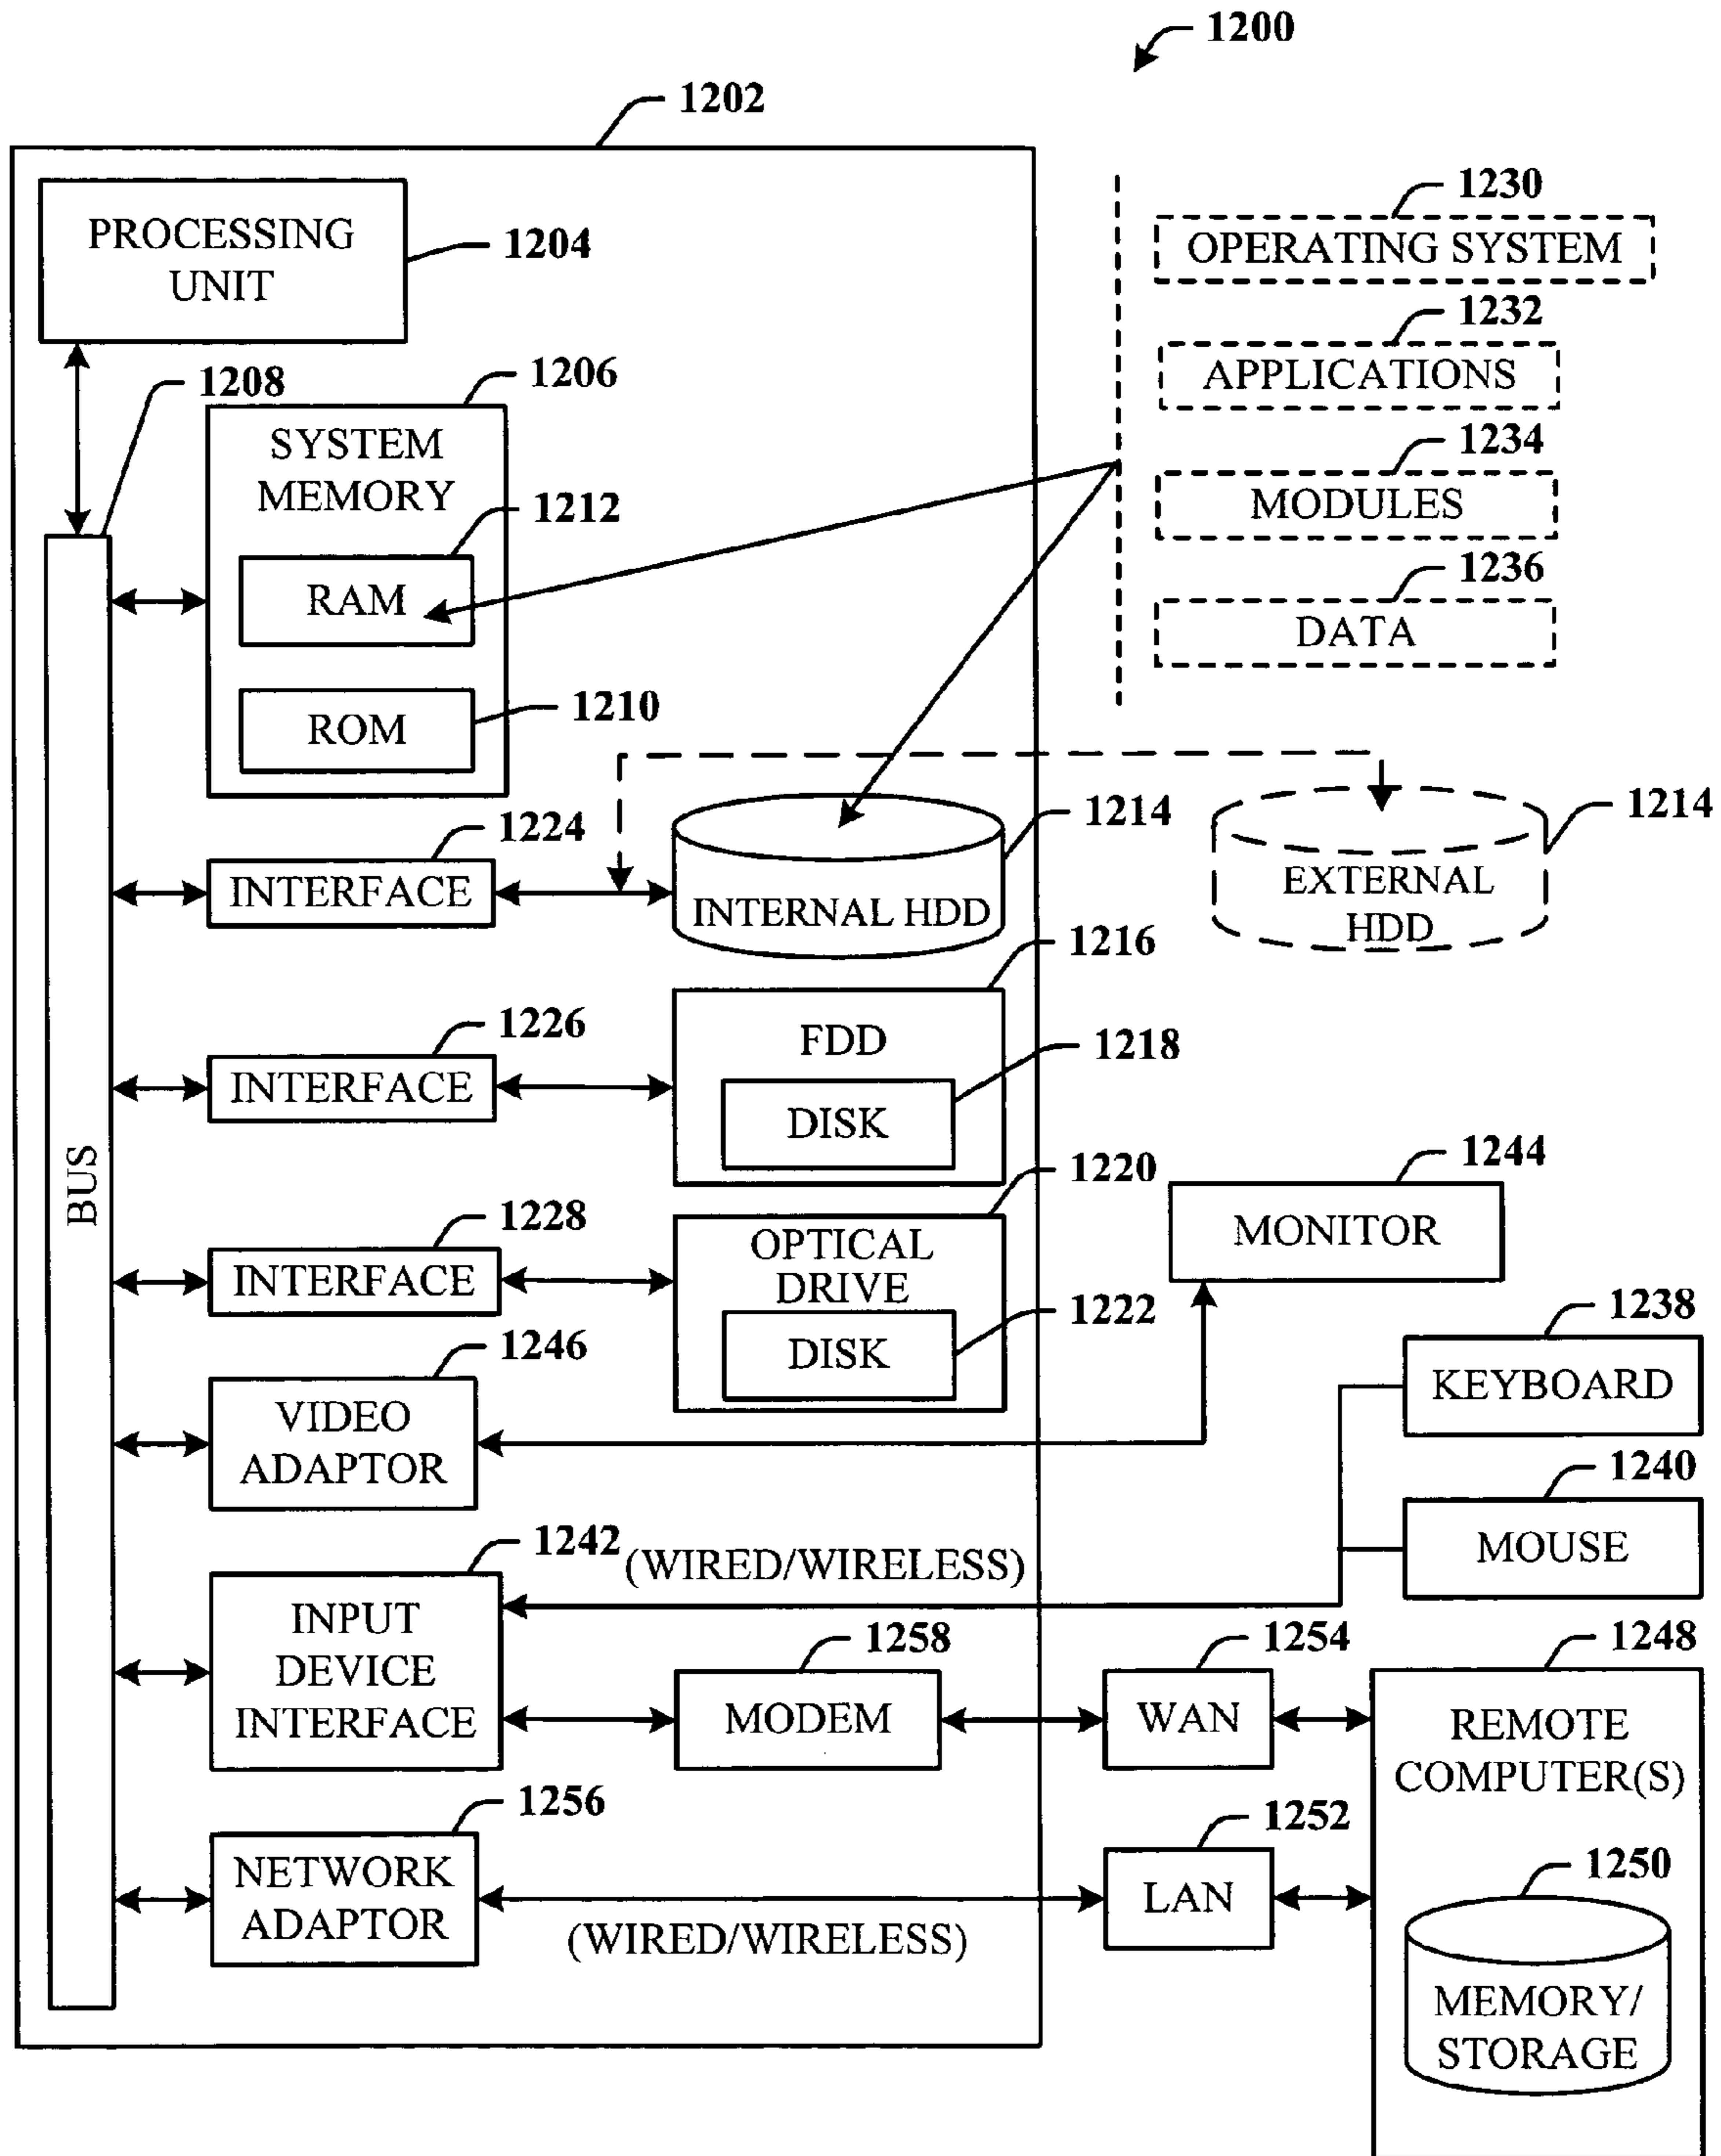 1200
1202
PROCESSING
UNIT
1204
1230
OPERATING SYSTEM
1232
APPLICATIONS
1234
MODULES
1236
DATA
1208
1206
SYSTEM
MEMORY
1212
RAM
1210
ROM
1224
INTERFACE
1214
INTERNAL HDD
1214
EXTERNAL
HDD
1216
FDD
1218
DISK
1226
INTERFACE
BUS
1220
OPTICAL
DRIVE
1222
DISK
1228
INTERFACE
1244
MONITOR
1246
VIDEO
ADAPTOR
1238
KEYBOARD
1240
MOUSE
1242
(WIRED/WIRELESS)
INPUT
DEVICE
INTERFACE
1258
MODEM
1254
WAN
1248
REMOTE
COMPUTER(S)
1256
NETWORK
ADAPTOR
(WIRED/WIRELESS)
1252
LAN
1250
MEMORY/
STORAGE